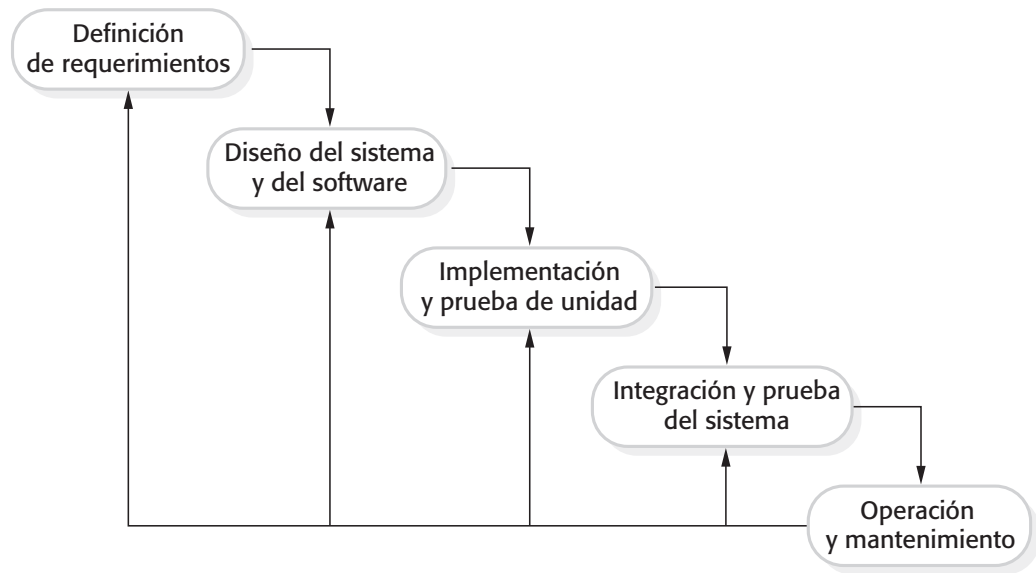 Definición
de requerimientos
Diseño del sistema
y del software
Implementación
y prueba de unidad
Integración y prueba
del sistema
Operación
y mantenimiento